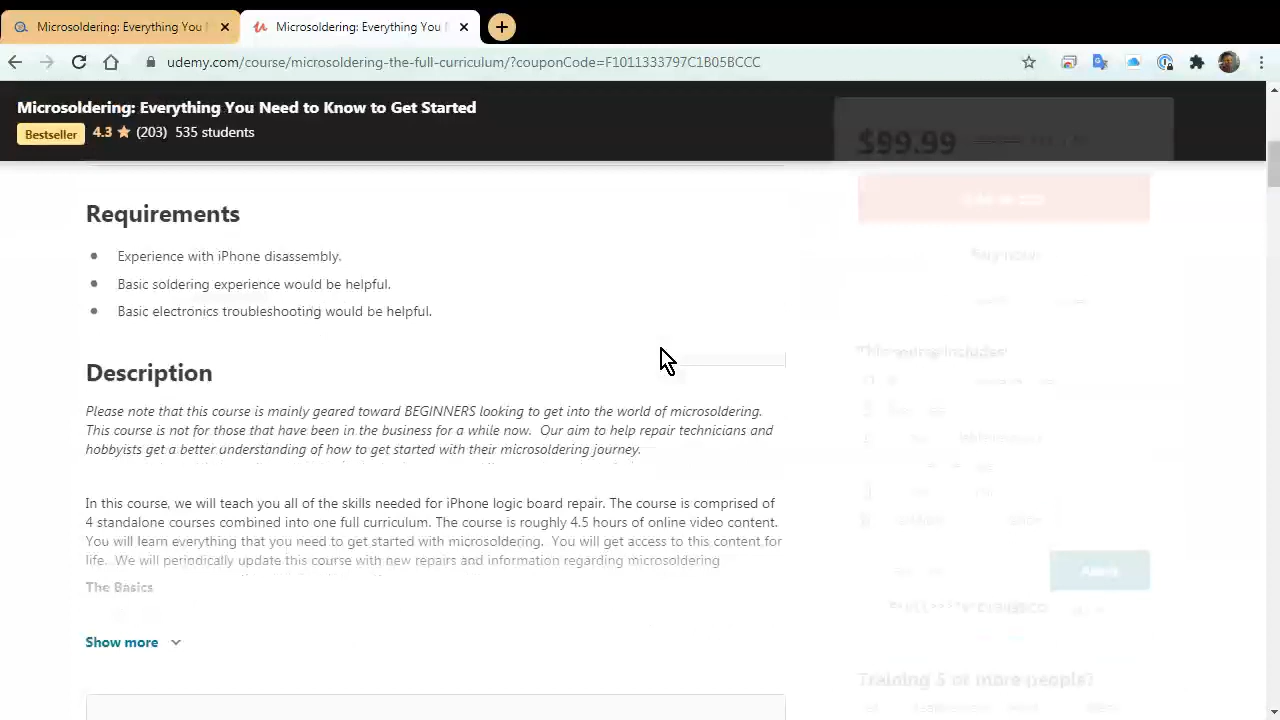 Microsoldering: Everything You
Microsoldering: Everything You
udemy.com/course/microsoldering-the-full-curriculum/?couponCode=F1011333797C1B05BCCC
Microsoldering: Everything You Need to Know to Get Started
Bestseller 4.3 (203) 535 students
$99.99
Requirements
Buy now
Experience with iPhone disassembly.
Basic soldering experience would be helpful.
Basic electronics troubleshooting would be helpful.
This course includes:
Description
Please note that this course is mainly geared toward BEGINNERS looking to get into the world of microsoldering.
This course is not for those that have been in the business for a while now. Our aim to help repair technicians and
hobbyists get a better understanding of how to get started with their microsoldering journey.
In this course, we will teach you all of the skills needed for iPhone logic board repair. The course is comprised of
4 standalone courses combined into one full curriculum. The course is roughly 4.5 hours of online video content.
You will learn everything that you need to get started with microsoldering. You will get access to this content for
life. We will periodically update this course with new repairs and information regarding microsoldering
Apply
The Basics
Show more
Training 5 or more people?